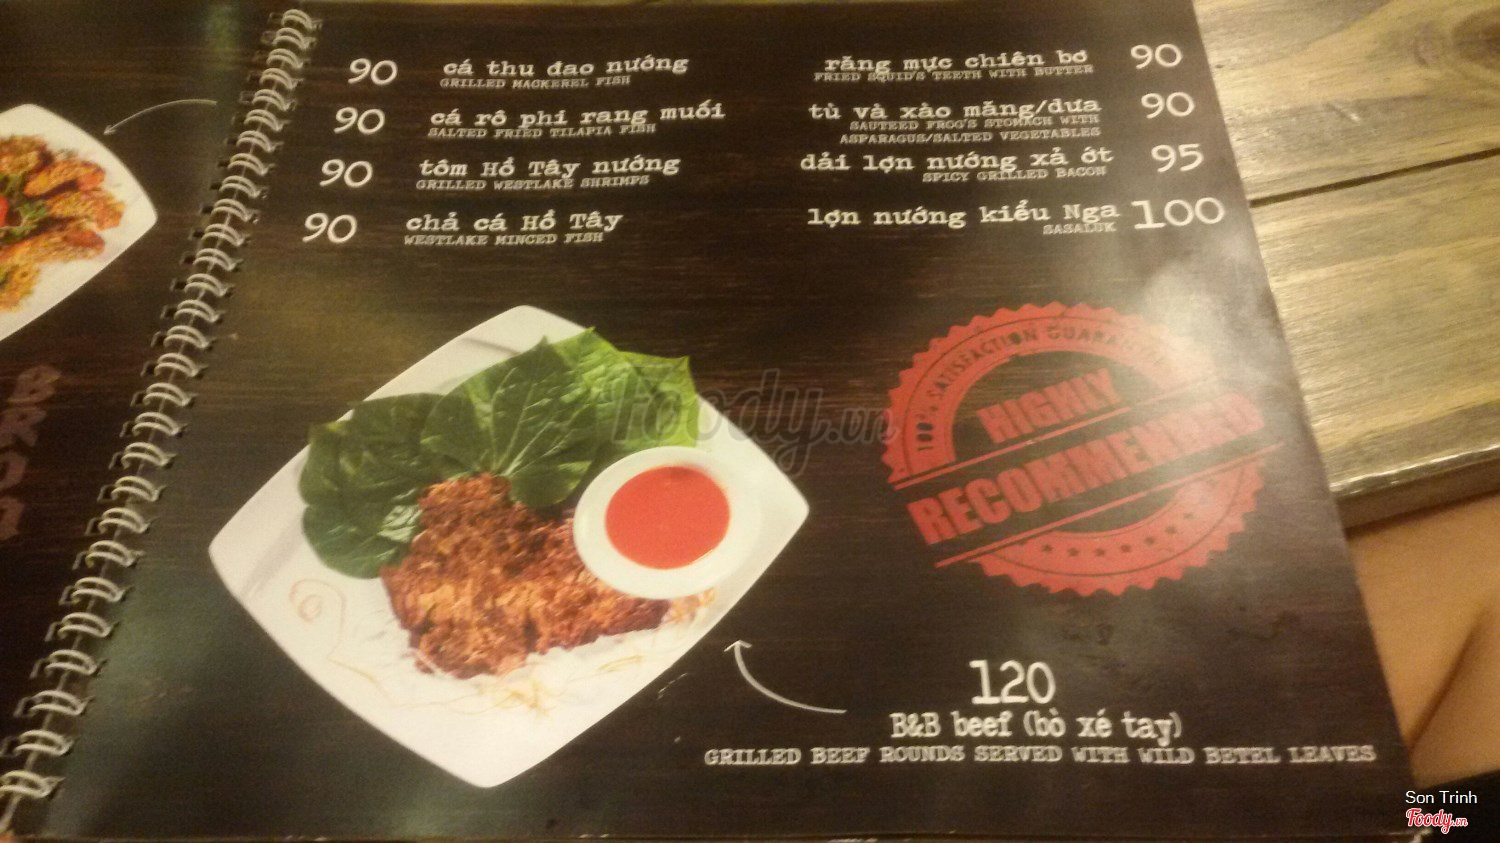 90 cá thu đao nướng
GRILLED MACKEREL FISH
90 cá rô phi rang muối
SALTED FRIED TILAPIA FISH
90 tôm Hồ Tây nướng
GRILLED WESTLAKE SHRIMPS
90 chả cá Hồ Tây
WESTLAKE MINCED FISH
răng mực chiên bơ 90
FRIED SQUID'S TEETH WITH BUTTER
tù và xào măng/dưa 90
SAUTEED FROG'S STOMACH WITH
ASPARAGUS/SALTED VEGETABLES
dải lợn nướng xả ớt 95
SPICY GRILLED BACON
lợn nướng kiểu Nga 100
SASALUK
Foody.vn
100% SATISFACTION
HIGHLY
RECOMMENDED
120
B&B beef (bò xé tay)
GRILLED BEEF ROUNDS SERVED WITH WILD BETEL LEAVES
Son Trinh
Foody.vn